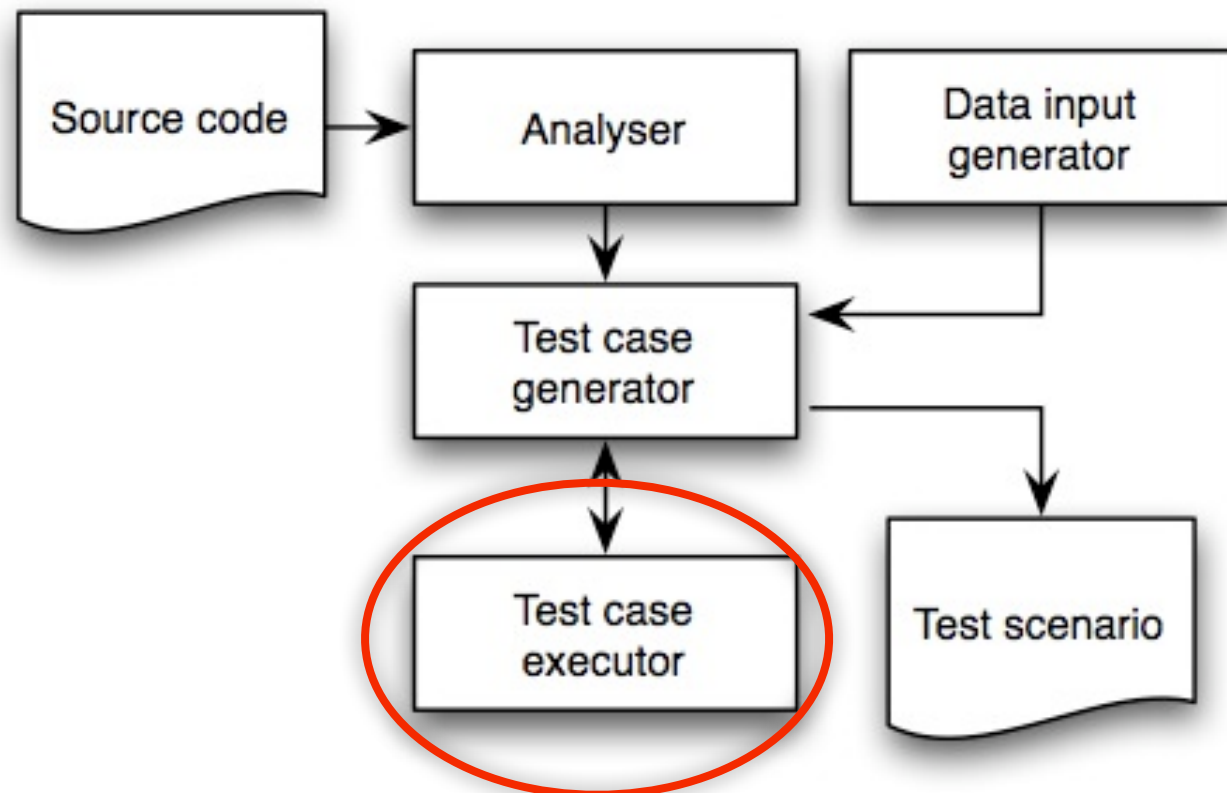 Source code
Analyser
Data input
generator
Test case
generator
Test case
executor
Test scenario